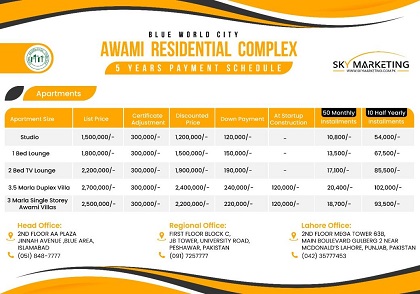 BLUE WORLD CITY
AWAMI RESIDENTIAL COMPLEX
5 YEARS PAYMENT SCHEDULE
SKY MARKETING
WWW.SKYMARKETING.COM.PK
Apartments
Apartment Size List Price Certificate Adjustment Discounted Price Down Payment At Startup Construction 50 Monthly Installments 10 Half Yearly Installments
Studio 1,500,000/- 300,000/- 1,200,000/- 120,000/- - 10,800/- 54,000/-
1 Bed Lounge 1,800,000/- 300,000/- 1,500,000/- 150,000/- - 13,500/- 67,500/-
2 Bed TV Lounge 2,200,000/- 300,000/- 1,900,000/- 190,000/- - 17,100/- 85,500/-
3.5 Marla Duplex Villa 2,700,000/- 300,000/- 2,400,000/- 240,000/- 120,000/- 20,400/- 102,000/-
3 Marla Single Storey Awami Villas 2,500,000/- 300,000/- 2,200,000/- 220,000/- 120,000/- 18,700/- 93,500/-
Head Office:
2ND FLOOR AA PLAZA
JINNAH AVENUE ,BLUE AREA,
ISLAMABAD
(051) 848-7777
Regional Office:
FIRST FLOOR BLOCK C,
JB TOWER, UNIVERSITY ROAD,
PESHAWAR, PAKISTAN
(091) 7257777
Lahore Office:
2ND FLOOR MEGA TOWER 63B,
MAIN BOULEVARD GULBERG 2 NEAR
MCDONALD'S LAHORE, PUNJAB, PAKISTAN
(042) 35777453